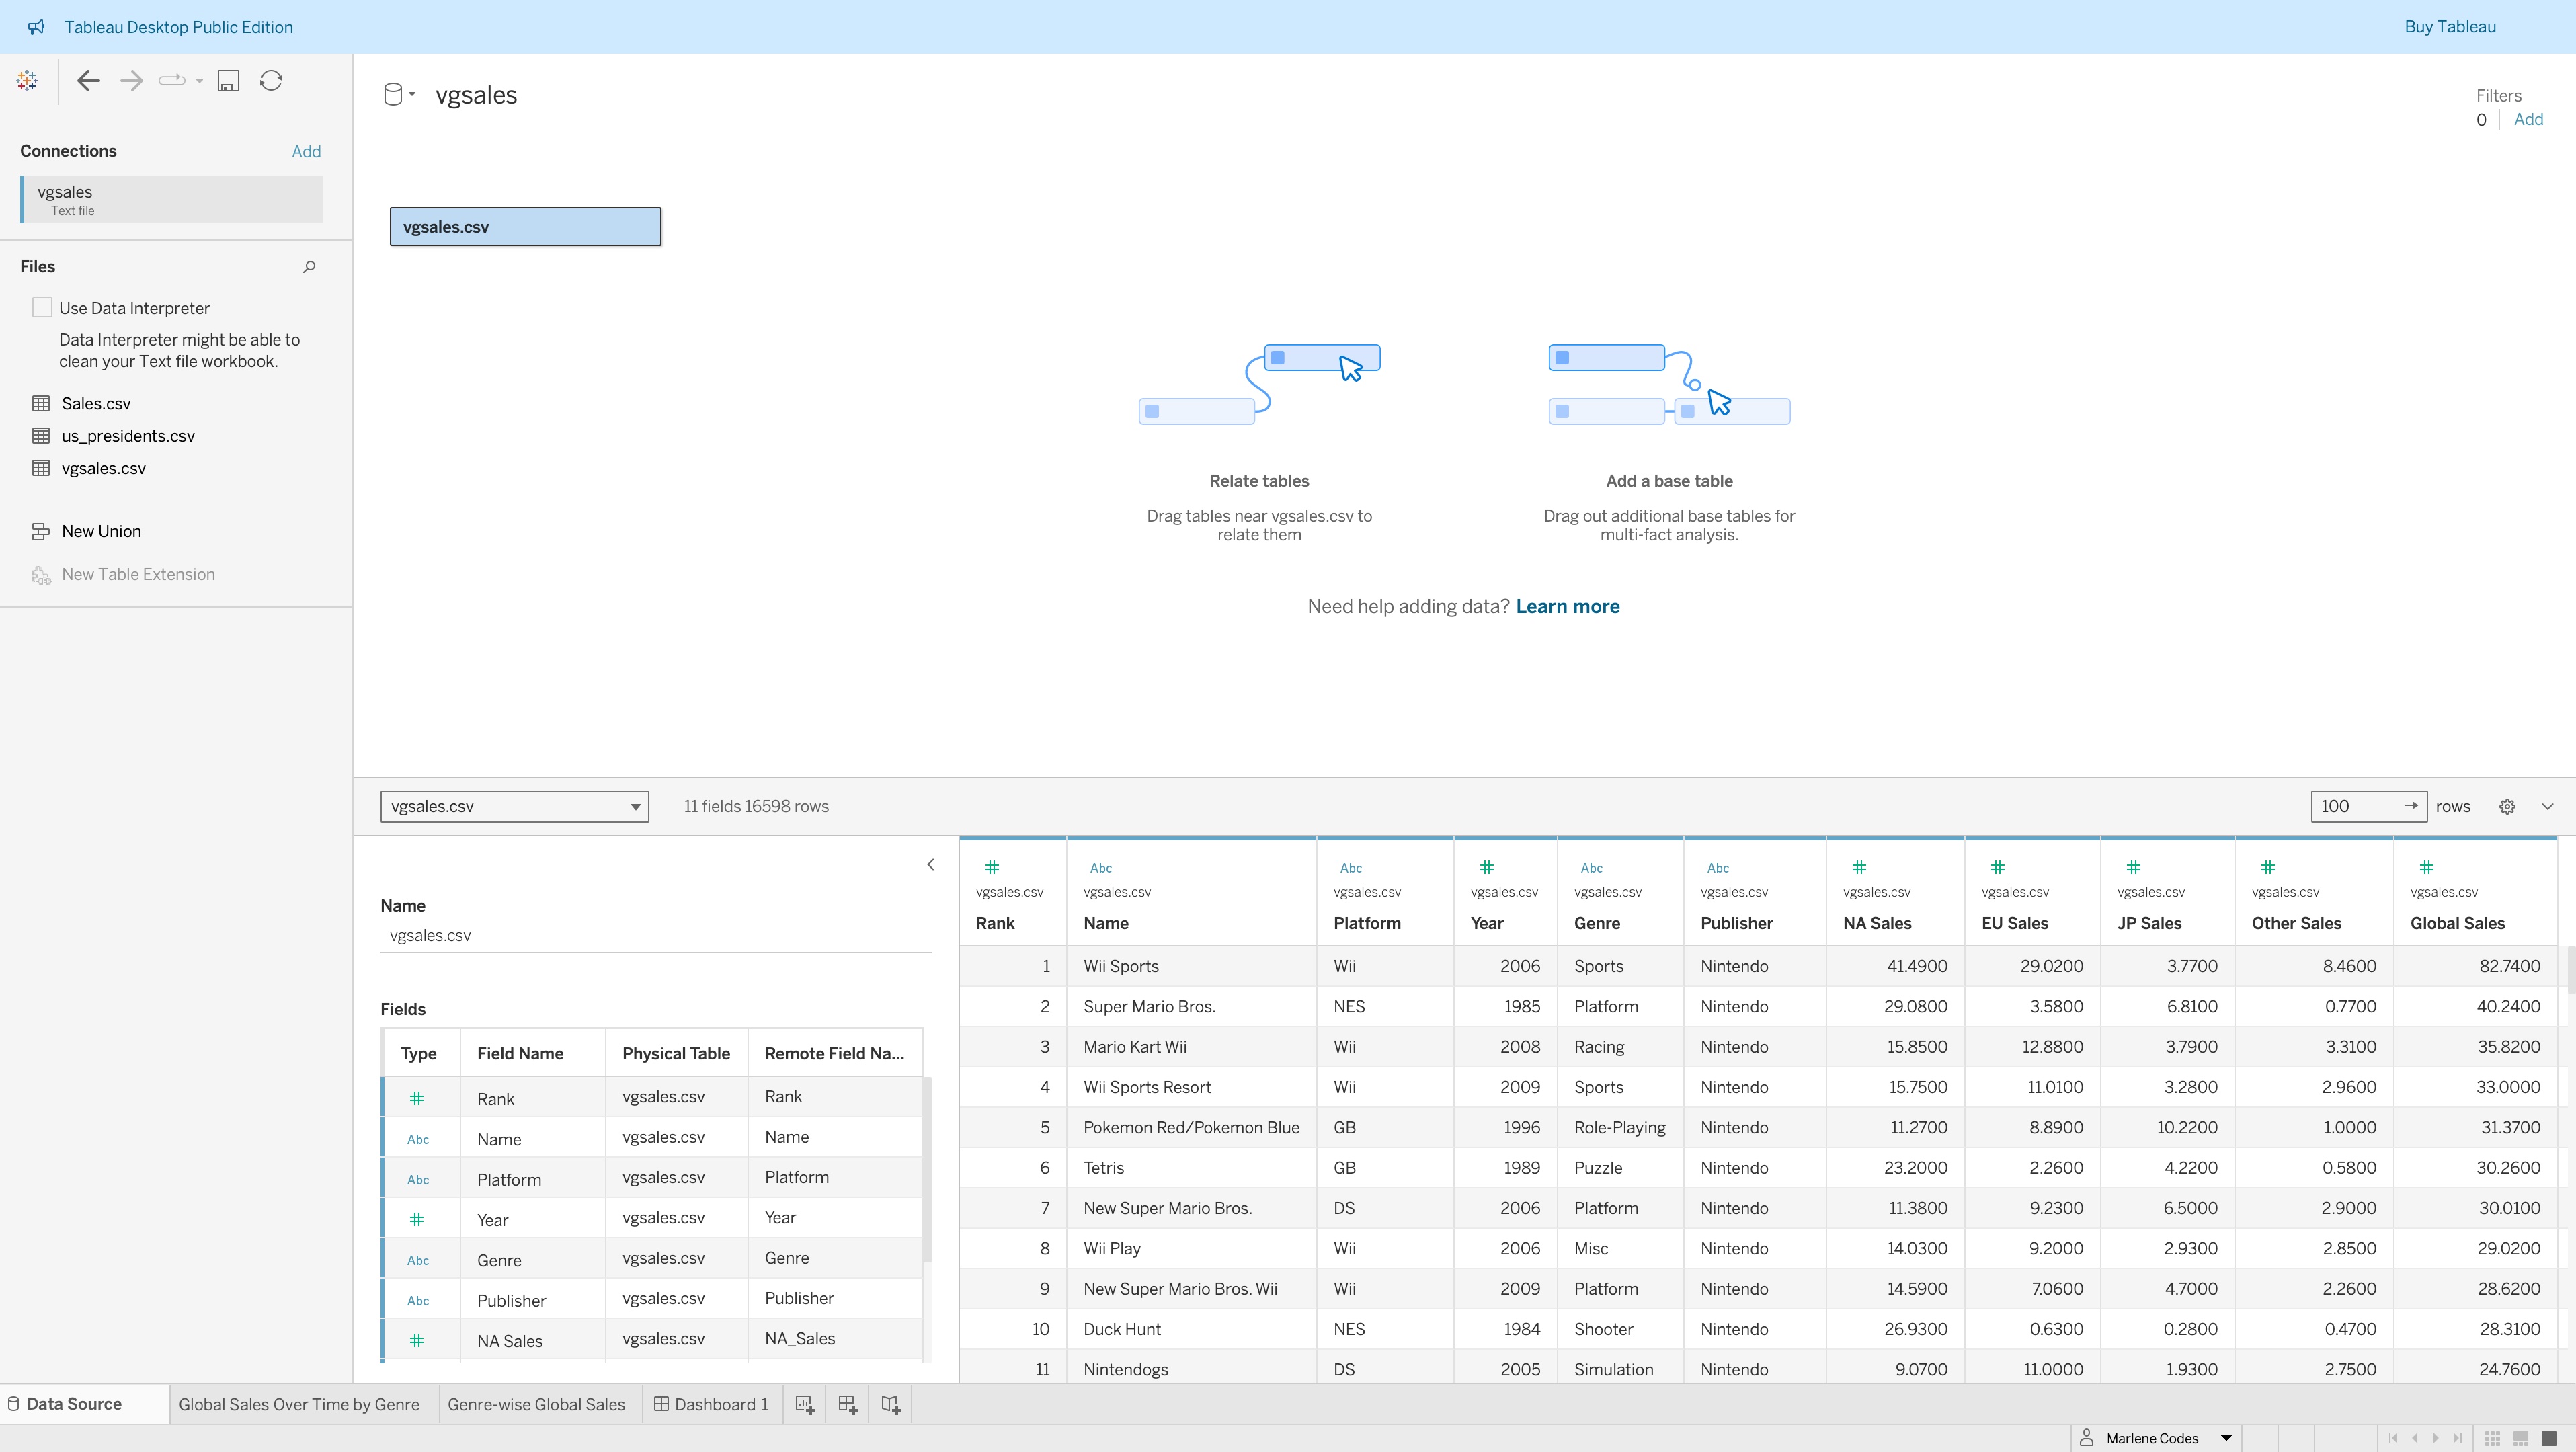 Tableau Desktop Public Edition
Buy Tableau
vgsales
Filters
0 Add
Connections Add
vgsales
Text file
vgsales.csv
Files
Use Data Interpreter
Data Interpreter might be able to
clean your Text file workbook.
Sales.csv
us_presidents.csv
vgsales.csv
New Union
New Table Extension
Relate tables
Drag tables near vgsales.csv to
relate them
Add a base table
Drag out additional base tables for
multi-fact analysis.
Need help adding data? Learn more
vgsales.csv 11 fields 16598 rows 100 rows
Name
vgsales.csv
Fields
Type Field Name Physical Table Remote Field Na...
# Rank vgsales.csv Rank
Abc Name vgsales.csv Name
Abc Platform vgsales.csv Platform
# Year vgsales.csv Year
Abc Genre vgsales.csv Genre
Abc Publisher vgsales.csv Publisher
# NA Sales vgsales.csv NA_Sales
# Abc Abc # Abc Abc # # # # #
vgsales.csv vgsales.csv vgsales.csv vgsales.csv vgsales.csv vgsales.csv vgsales.csv vgsales.csv vgsales.csv vgsales.csv vgsales.csv
Rank Name Platform Year Genre Publisher NA Sales EU Sales JP Sales Other Sales Global Sales
1 Wii Sports Wii 2006 Sports Nintendo 41.4900 29.0200 3.7700 8.4600 82.7400
2 Super Mario Bros. NES 1985 Platform Nintendo 29.0800 3.5800 6.8100 0.7700 40.2400
3 Mario Kart Wii Wii 2008 Racing Nintendo 15.8500 12.8800 3.7900 3.3100 35.8200
4 Wii Sports Resort Wii 2009 Sports Nintendo 15.7500 11.0100 3.2800 2.9600 33.0000
5 Pokemon Red/Pokemon Blue GB 1996 Role-Playing Nintendo 11.2700 8.8900 10.2200 1.0000 31.3700
6 Tetris GB 1989 Puzzle Nintendo 23.2000 2.2600 4.2200 0.5800 30.2600
7 New Super Mario Bros. DS 2006 Platform Nintendo 11.3800 9.2300 6.5000 2.9000 30.0100
8 Wii Play Wii 2006 Misc Nintendo 14.0300 9.2000 2.9300 2.8500 29.0200
9 New Super Mario Bros. Wii Wii 2009 Platform Nintendo 14.5900 7.0600 4.7000 2.2600 28.6200
10 Duck Hunt NES 1984 Shooter Nintendo 26.9300 0.6300 0.2800 0.4700 28.3100
11 Nintendogs DS 2005 Simulation Nintendo 9.0700 11.0000 1.9300 2.7500 24.7600
Data Source Global Sales Over Time by Genre Genre-wise Global Sales Dashboard 1
Marlene Codes